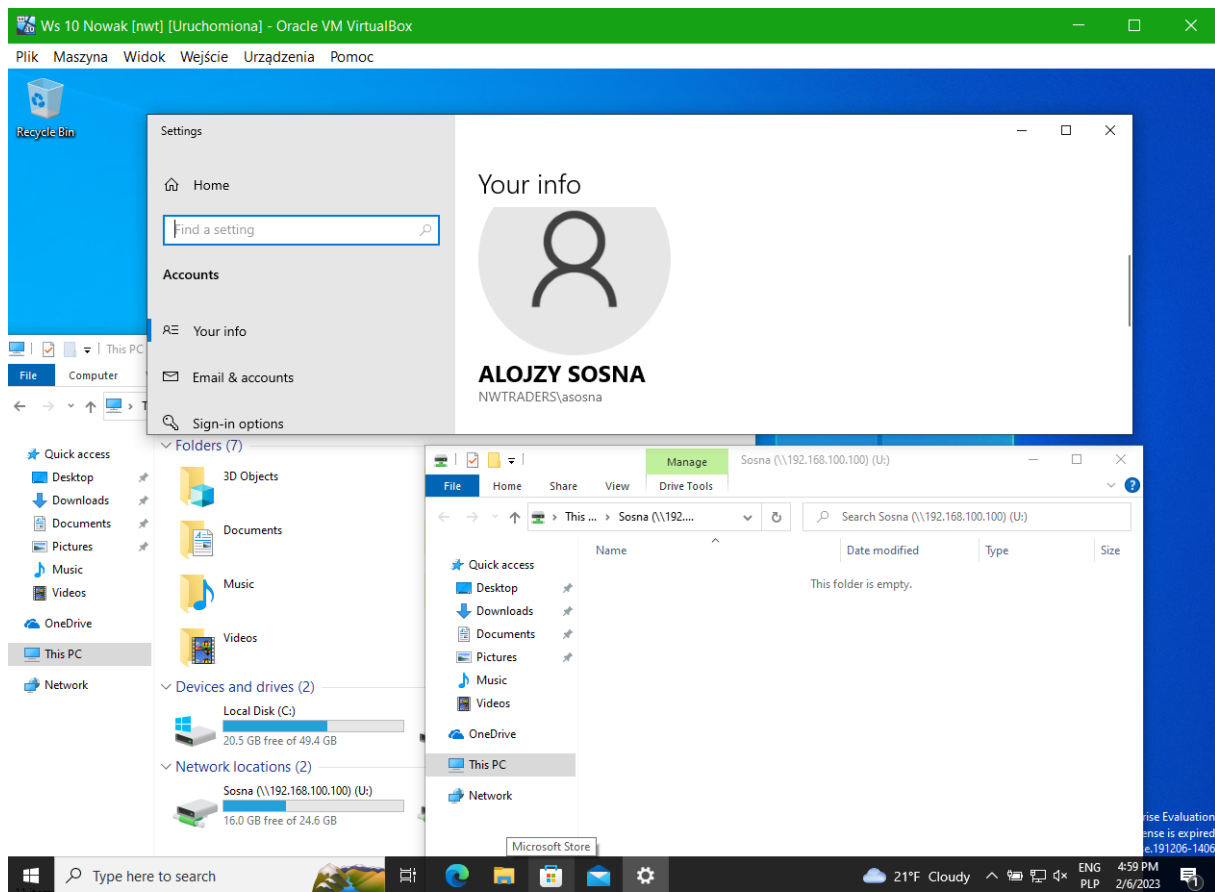 Ws 10 Nowak [nwt] [Uruchomiona] - Oracle VM VirtualBox
Plik Maszyna Widok Wejście Urządzenia Pomoc
Recycle Bin
Settings
Home
Find a setting
Accounts
Your info
Email & accounts
Sign-in options
Your info
ALOJZY SOSNA
NWTRADERS\asosna
This PC
File Computer
Quick access
Desktop
Downloads
Documents
Pictures
Music
Videos
OneDrive
This PC
Network
Folders (7)
3D Objects
Documents
Music
Videos
Devices and drives (2)
Local Disk (C:)
20.5 GB free of 49.4 GB
Network locations (2)
Sosna (\\192.168.100.100) (U:)
16.0 GB free of 24.6 GB
Manage Sosna (\\192.168.100.100) (U:)
File Home Share View Drive Tools
This ... › Sosna (\\192.... Search Sosna (\\192.168.100.100) (U:)
Name Date modified Type Size
This folder is empty.
Quick access
Desktop
Downloads
Documents
Pictures
Music
Videos
OneDrive
This PC
Network
Microsoft Store
rise Evaluation
ense is expired
e.191206-1406
Type here to search
21°F Cloudy
ENG
PLP
4:59 PM
2/6/2023
1